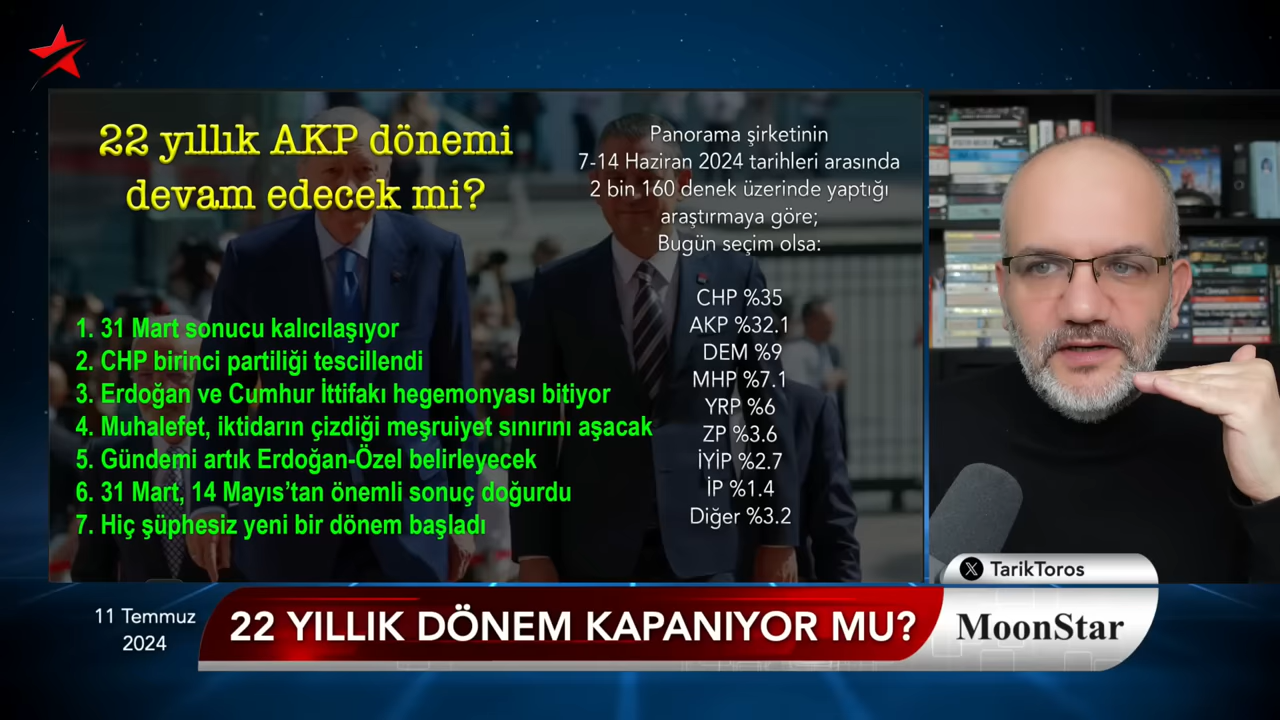 22 yıllık AKP dönemi
devam edecek mi?
1. 31 Mart sonucu kalıcılaşıyor
2. CHP birinci partiliği tescillendi
3. Erdoğan ve Cumhur İttifakı hegemonyası bitiyor
4. Muhalefet, iktidarın çizdiği meşruiyet sınırını aşacak
5. Gündemi artık Erdoğan-Özel belirleyecek
6. 31 Mart, 14 Mayıs'tan önemli sonuç doğurdu
7. Hiç şüphesiz yeni bir dönem başladı
Panorama şirketinin
7-14 Haziran 2024 tarihleri arasında
2 bin 160 denek üzerinde yaptığı
araştırmaya göre;
Bugün seçim olsa:
CHP %35
AKP %32.1
DEM %9
MHP %7.1
YRP %6
ZP %3.6
İYİP %2.7
İP %1.4
Diğer %3.2
X TarikToros
11 Temmuz
2024
22 YILLIK DÖNEM KAPANIYOR MU?
MoonStar